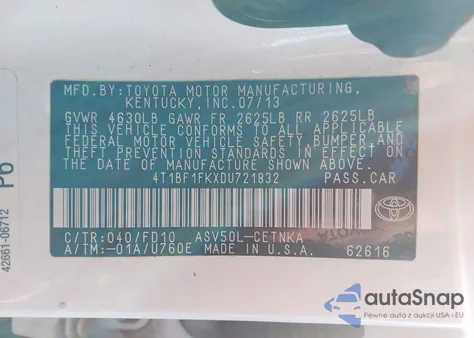 MFD.BY:TOYOTA MOTOR MANUFACTURING,
KENTUCKY,INC.07/13
GVWR 4630LB GAWR FR 2625LB RR 2625LB
THIS VEHICLE CONFORMS TO ALL APPLICABLE
FEDERAL MOTOR VEHICLE SAFETY, BUMPER, AND
THEFT PREVENTION STANDARDS IN EFFECT ON
THE DATE OF MANUFACTURE SHOWN ABOVE.
4T1BF1FKXDU721832 PASS.CAR
C/TR:040/FD10 ASV50L-CETNKA
A/TM:-01A/U760E MADE IN U.S.A.
62616
TOYOTA
42661-06712
P6
autoSnap
Pewne auta z aukcji USA i EU